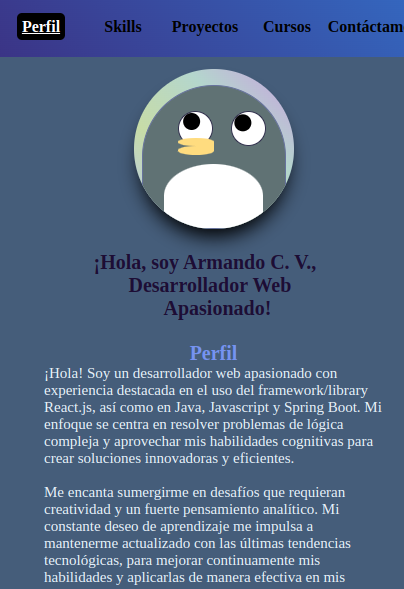 Perfil Skills Proyectos Cursos Contáctam
¡Hola, soy Armando C. V.,
Desarrollador Web
Apasionado!
Perfil
¡Hola! Soy un desarrollador web apasionado con
experiencia destacada en el uso del framework/library
React.js, así como en Java, Javascript y Spring Boot. Mi
enfoque se centra en resolver problemas de lógica
compleja y aprovechar mis habilidades cognitivas para
crear soluciones innovadoras y eficientes.
Me encanta sumergirme en desafíos que requieran
creatividad y un fuerte pensamiento analítico. Mi
constante deseo de aprendizaje me impulsa a
mantenerme actualizado con las últimas tendencias
tecnológicas, para mejorar continuamente mis
habilidades y aplicarlas de manera efectiva en mis